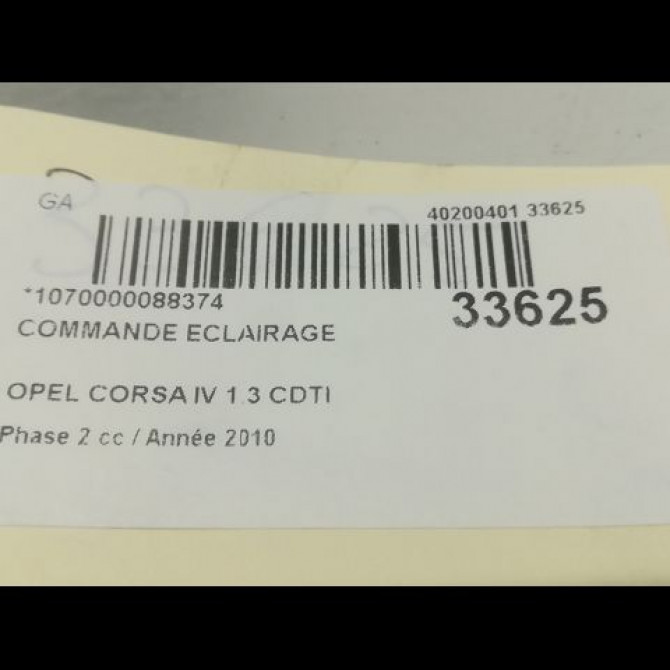 GA
40200401 33625
*1070000088374
33625
COMMANDE ECLAIRAGE
OPEL CORSA IV 1.3 CDTI
Phase 2 cc / Année 2010